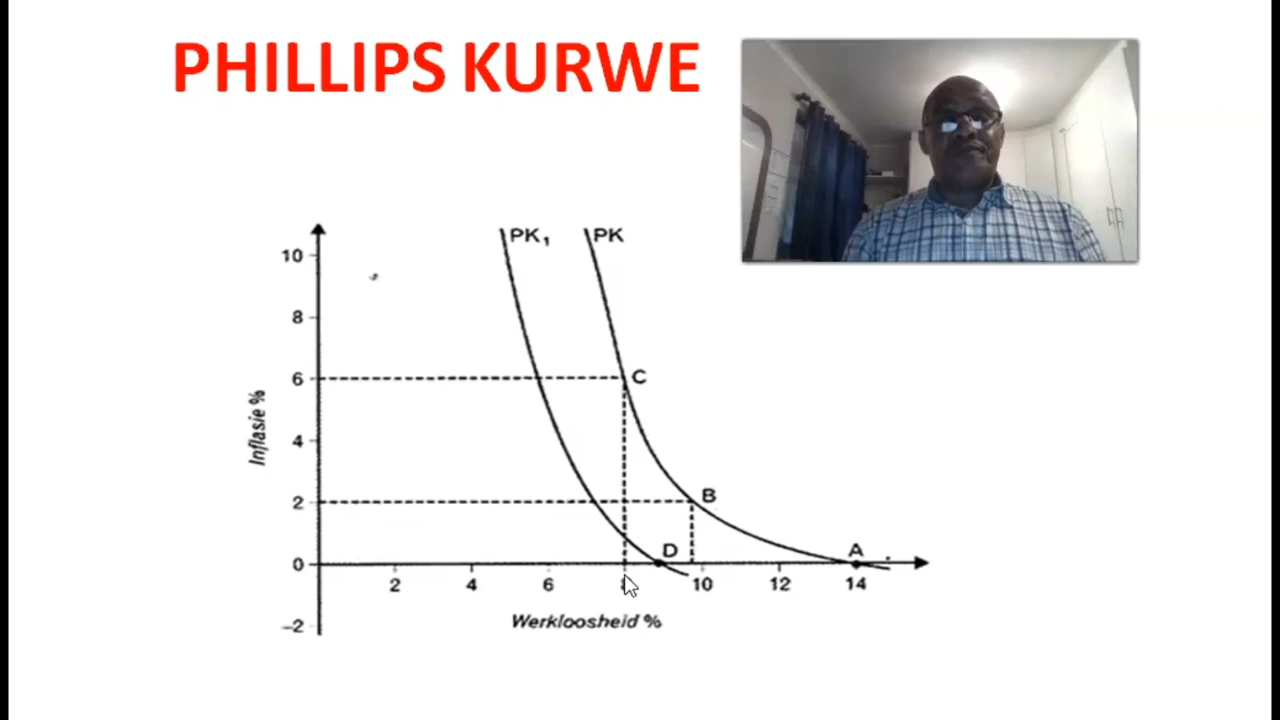 PHILLIPS KURWE
PK₁ PK
10
8
6 C
4
2 B
0 D A
2 4 6 10 12 14
-2
Inflasie %
Werkloosheid %